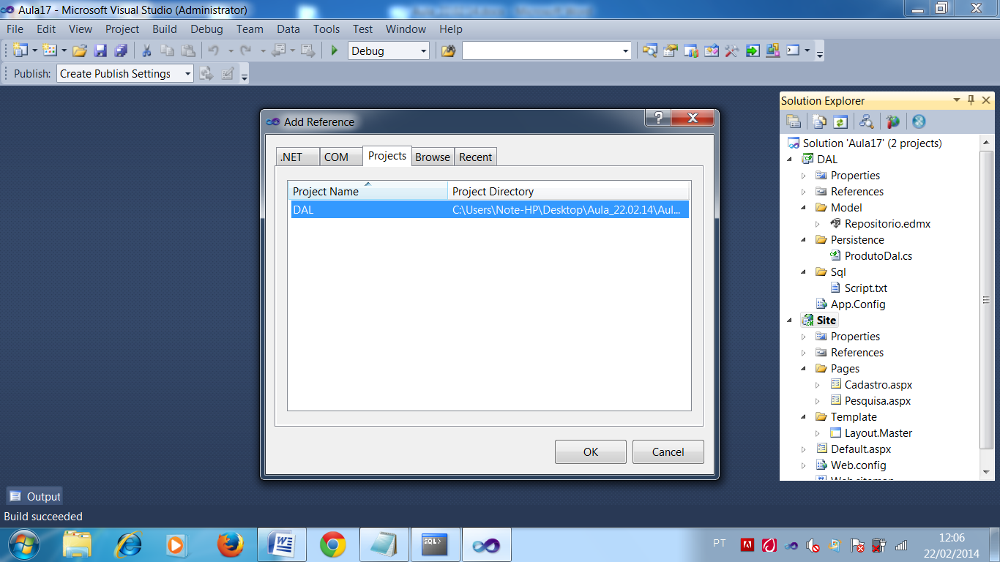 Aula17 - Microsoft Visual Studio (Administrator)
File Edit View Project Build Debug Team Data Tools Test Window Help
Debug
Publish: Create Publish Settings
Solution Explorer
Solution 'Aula17' (2 projects)
DAL
Properties
References
Model
Repositorio.edmx
Persistence
ProdutoDal.cs
Sql
Script.txt
App.Config
Site
Properties
References
Pages
Cadastro.aspx
Pesquisa.aspx
Template
Layout.Master
Default.aspx
Web.config
Add Reference
.NET COM Projects Browse Recent
Project Name Project Directory
DAL C:\Users\Note-HP\Desktop\Aula_22.02.14\Aul...
OK Cancel
Output
Build succeeded
SQL>
PT
12:06
22/02/2014